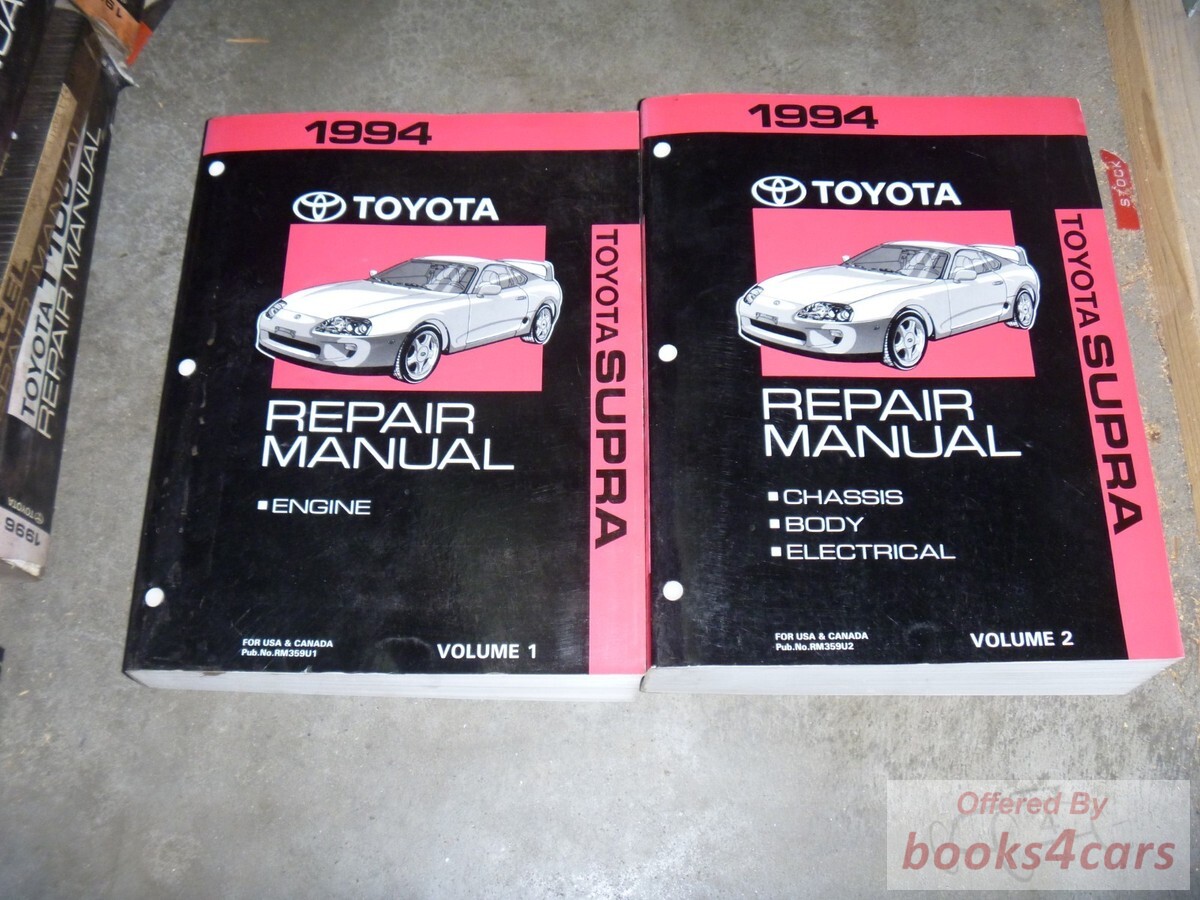 1994
TOYOTA
TOYOTA SUPRA
REPAIR
MANUAL
▪ ENGINE
FOR USA & CANADA
Pub.No.RM359U1
VOLUME 1
1994
TOYOTA
TOYOTA SUPRA
REPAIR
MANUAL
▪ CHASSIS
▪ BODY
▪ ELECTRICAL
FOR USA & CANADA
Pub.No.RM359U2
VOLUME 2
STOCK
TOYOTA
REPAIR MANUAL
TOYOTA
1996
Offered By
books4cars